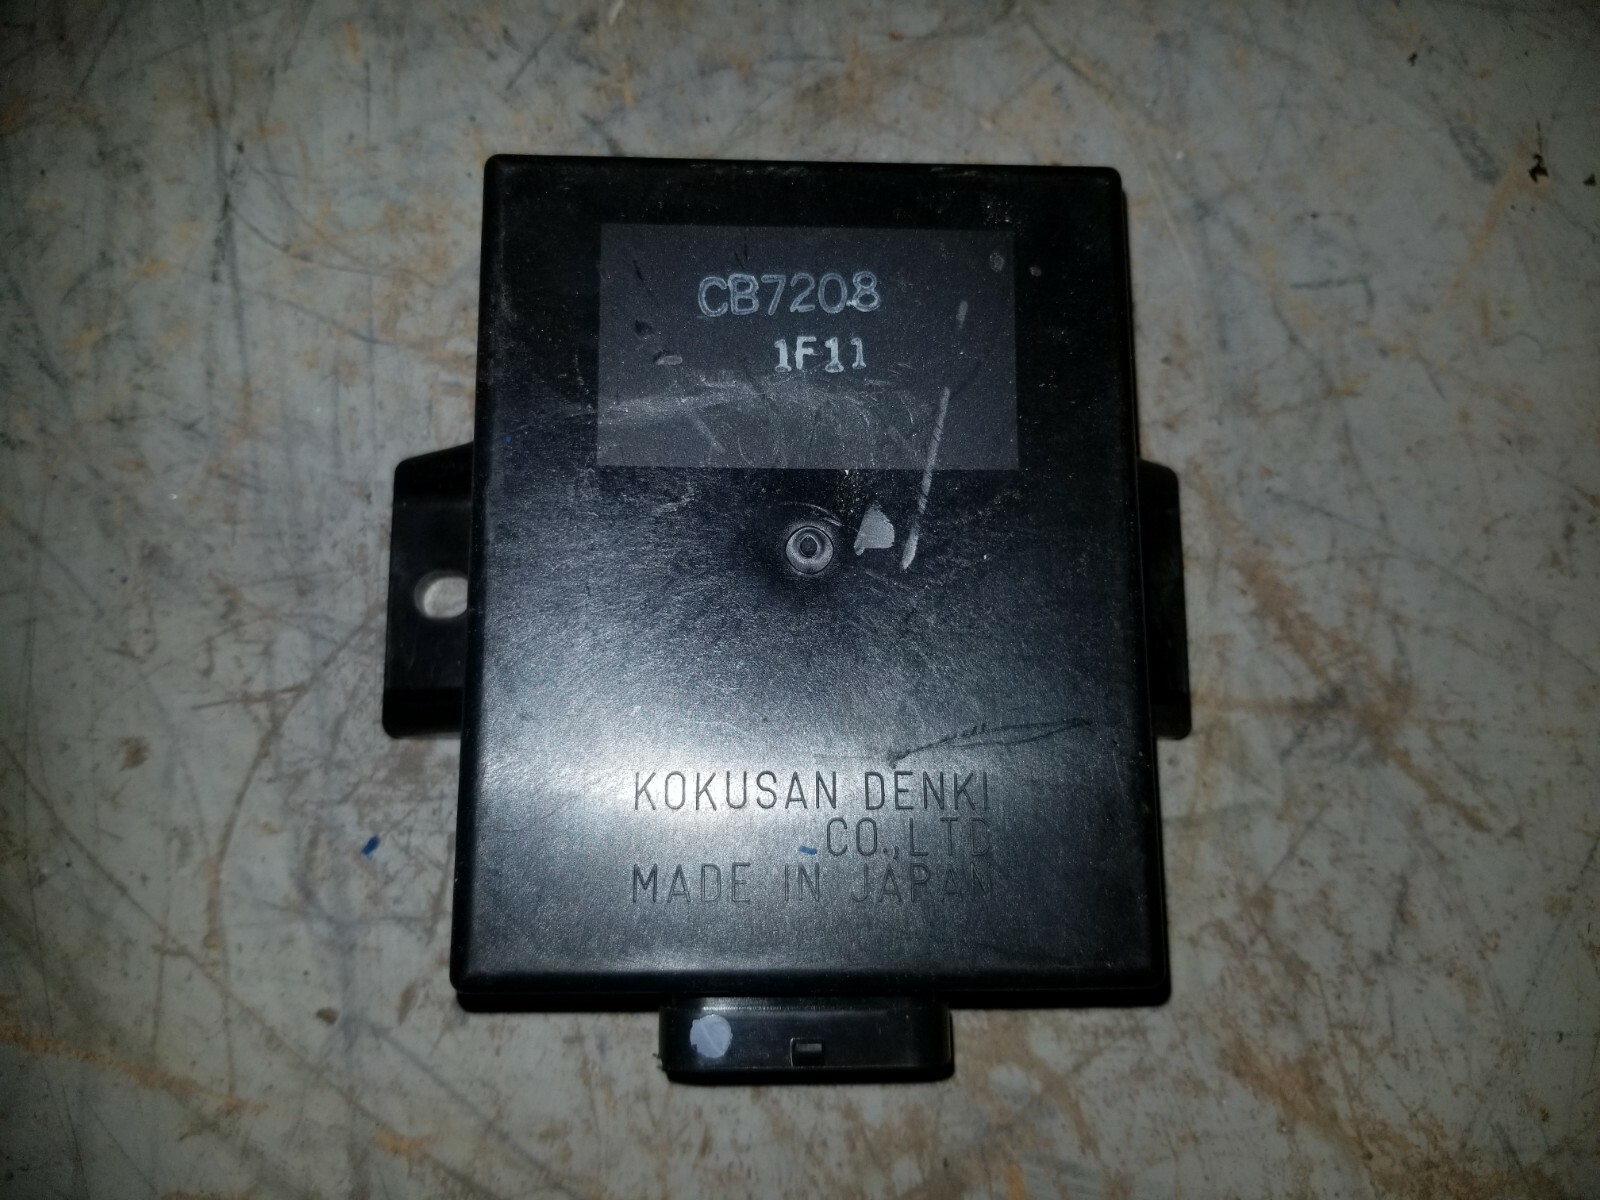 CB7208
1F11
KOKUSAN DENKI
CO.,LTD
MADE IN JAPAN